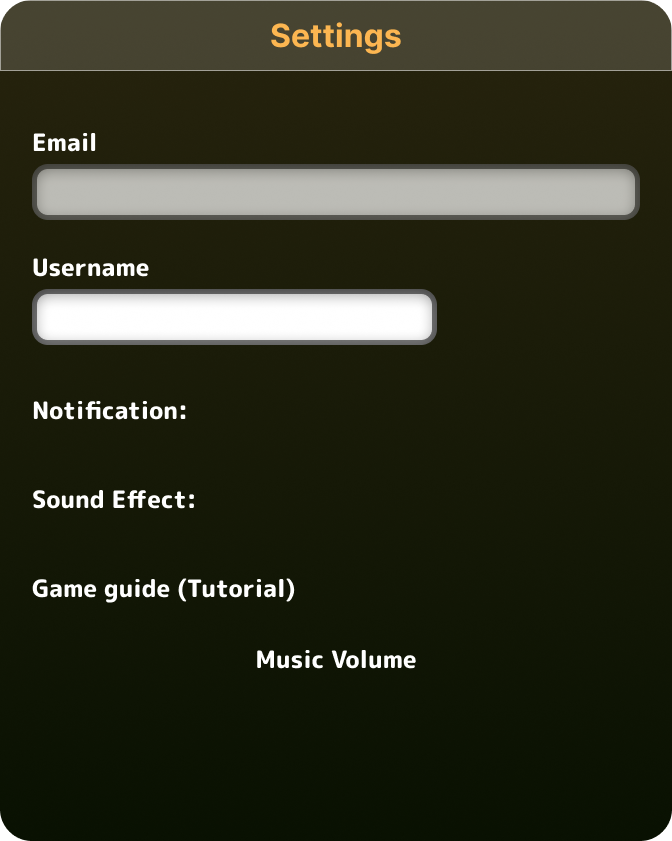 Settings
Email
Username
Notification:
Sound Effect:
Game guide (Tutorial)
Music Volume